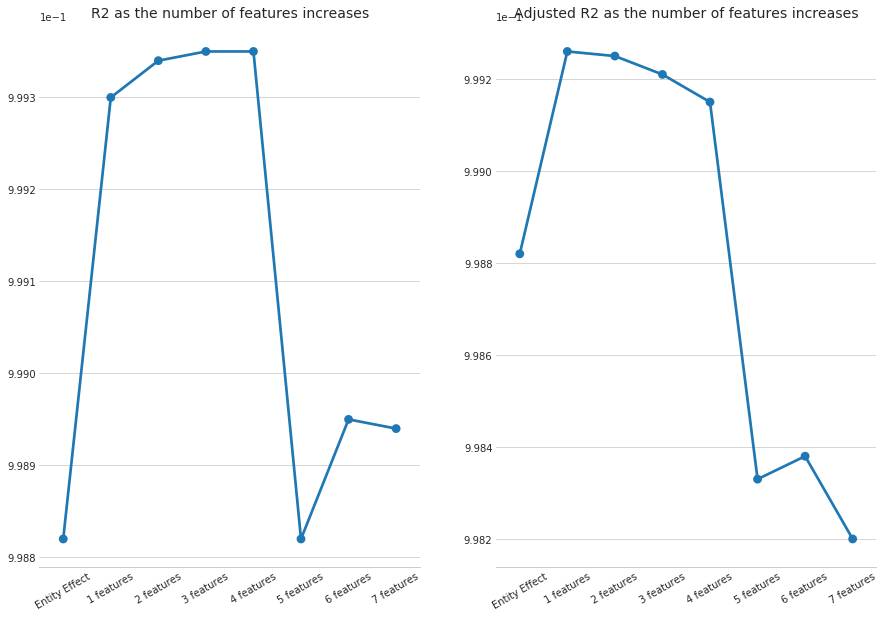 R2 as the number of features increases
1e−1
9.993
9.992
9.991
9.990
9.989
9.988
Entity Effect
1 features
2 features
3 features
4 features
5 features
6 features
7 features
Adjusted R2 as the number of features increases
1e−1
9.992
9.990
9.988
9.986
9.984
9.982
Entity Effect
1 features
2 features
3 features
4 features
5 features
6 features
7 features